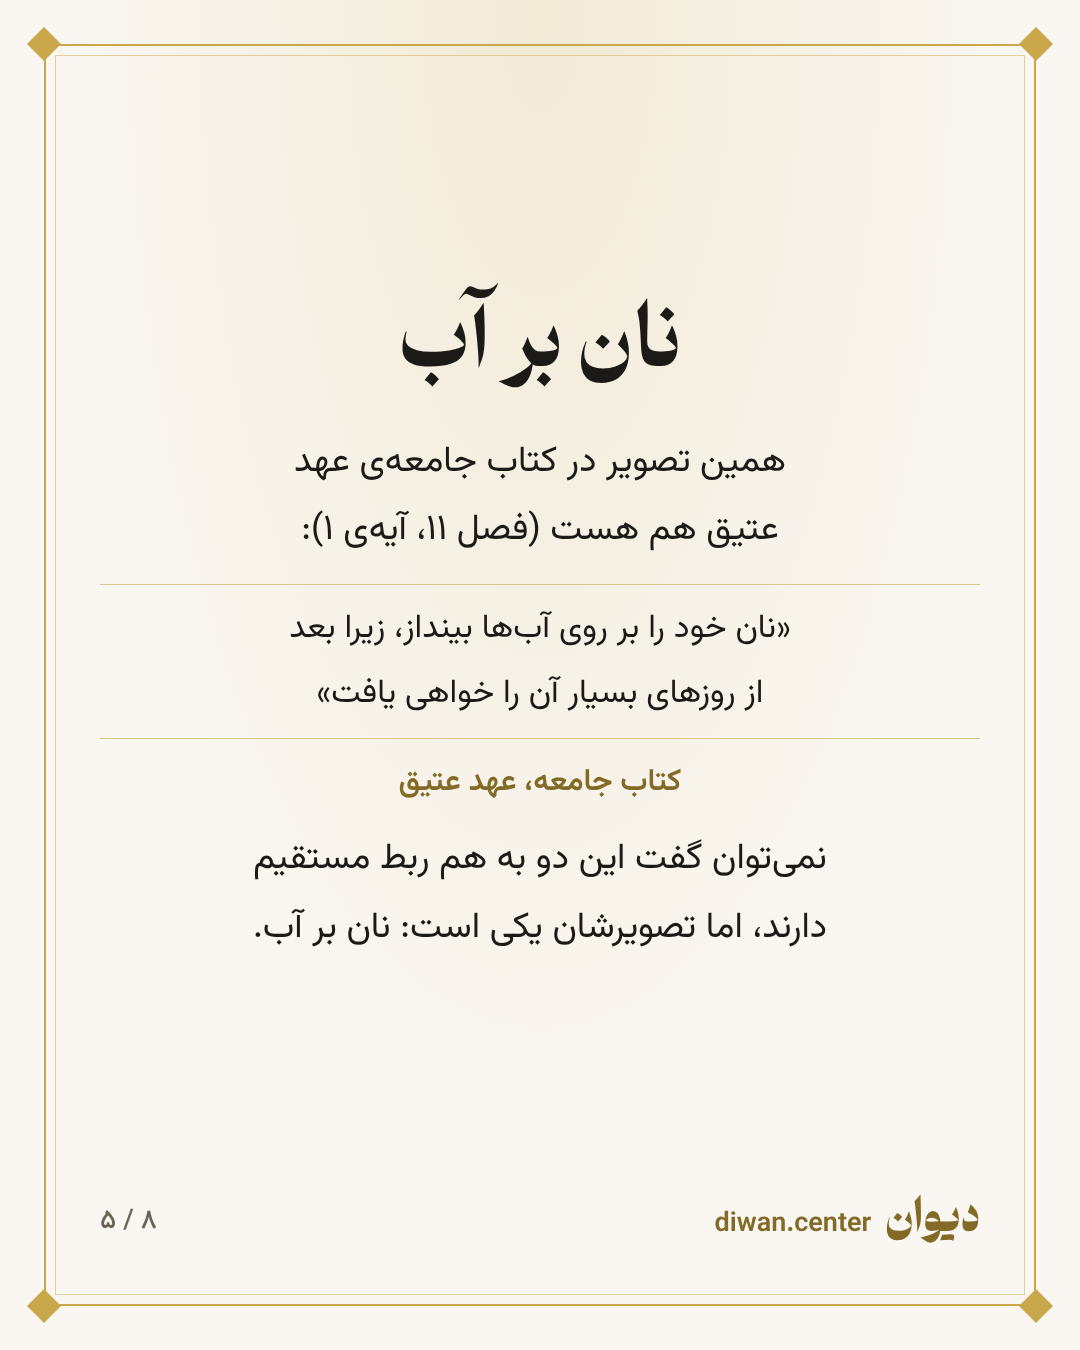 نان بر آب
همین تصویر در کتاب جامعه‌ی عهد
عتیق هم هست (فصل ۱۱، آیه‌ی ۱):
«نان خود را بر روی آب‌ها بینداز، زیرا بعد
از روزهای بسیار آن را خواهی یافت»
کتاب جامعه، عهد عتیق
نمی‌توان گفت این دو به هم ربط مستقیم
دارند، اما تصویرشان یکی است: نان بر آب.
دیوان diwan.center
۵ / ۸